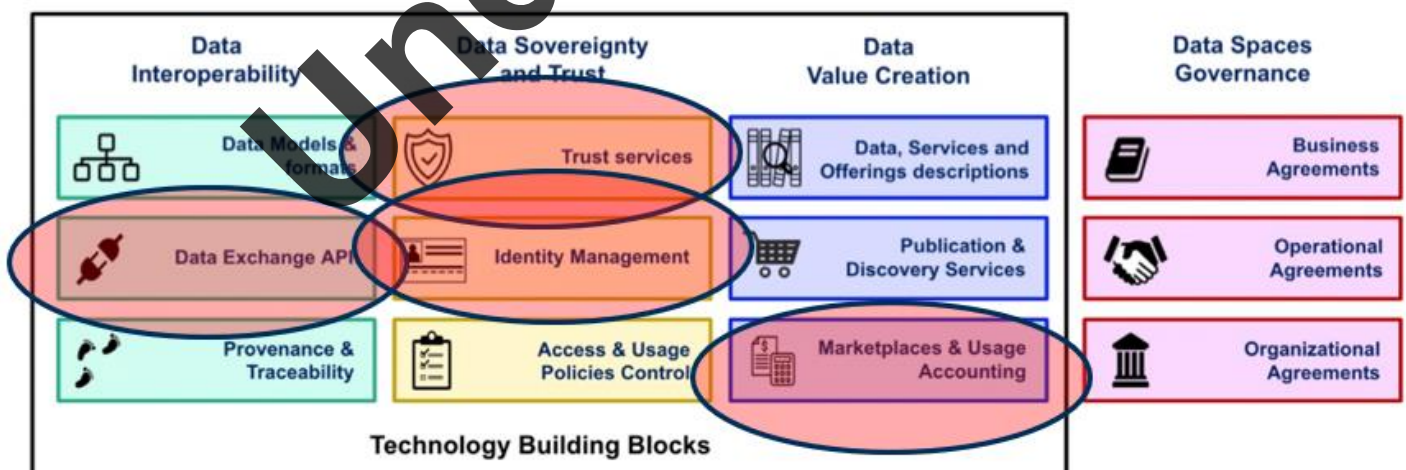 Data
Interoperability
Data Sovereignty
and Trust
Data
Value Creation
Data Spaces
Governance
Data Models &
formats
Trust services
Data, Services and
Offerings descriptions
Business
Agreements
Data Exchange API
Identity Management
Publication &
Discovery Services
Operational
Agreements
Provenance &
Traceability
Access & Usage
Policies Control
Marketplaces & Usage
Accounting
Organizational
Agreements
Technology Building Blocks